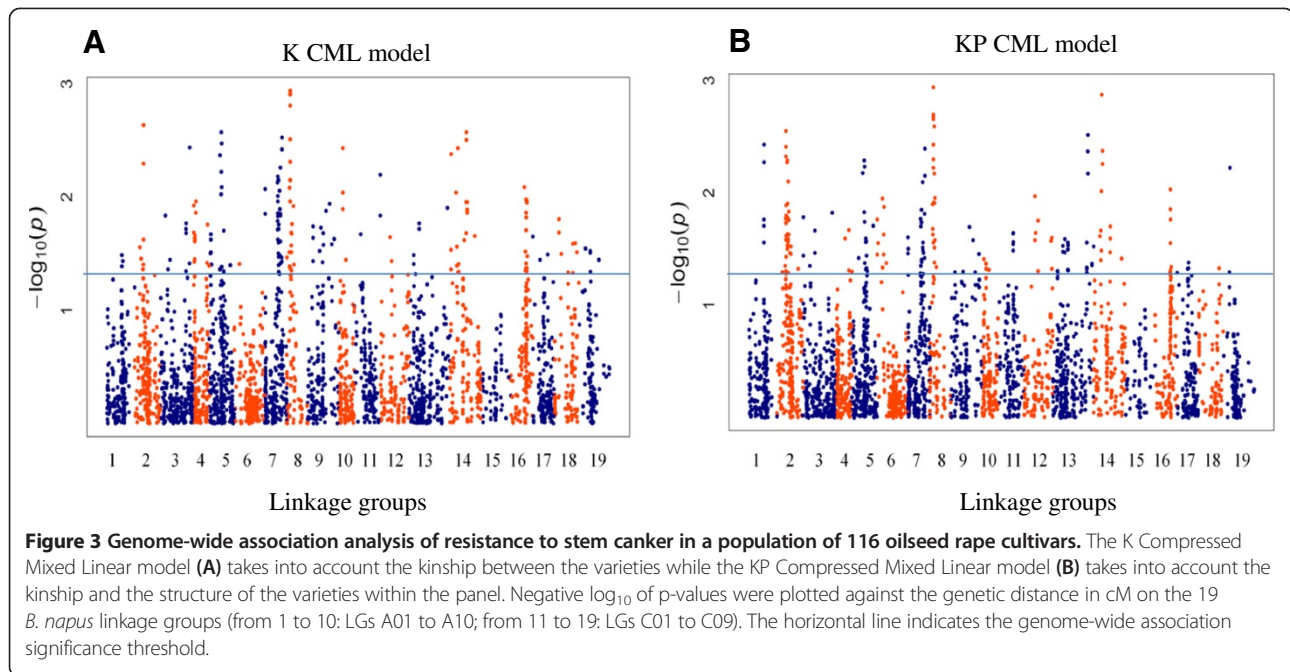 A
K CML model
B
KP CML model
3
2
1
−log10(p)
3
2
1
−log10(p)
1 2 3 4 5 6 7 8 9 10 11 12 13 14 15 16 17 18 19
1 2 3 4 5 6 7 8 9 10 11 12 13 14 15 16 17 18 19
Linkage groups
Linkage groups
Figure 3 Genome-wide association analysis of resistance to stem canker in a population of 116 oilseed rape cultivars. The K Compressed
Mixed Linear model (A) takes into account the kinship between the varieties while the KP Compressed Mixed Linear model (B) takes into account the
kinship and the structure of the varieties within the panel. Negative log10 of p-values were plotted against the genetic distance in cM on the 19
B. napus linkage groups (from 1 to 10: LGs A01 to A10; from 11 to 19: LGs C01 to C09). The horizontal line indicates the genome-wide association
significance threshold.